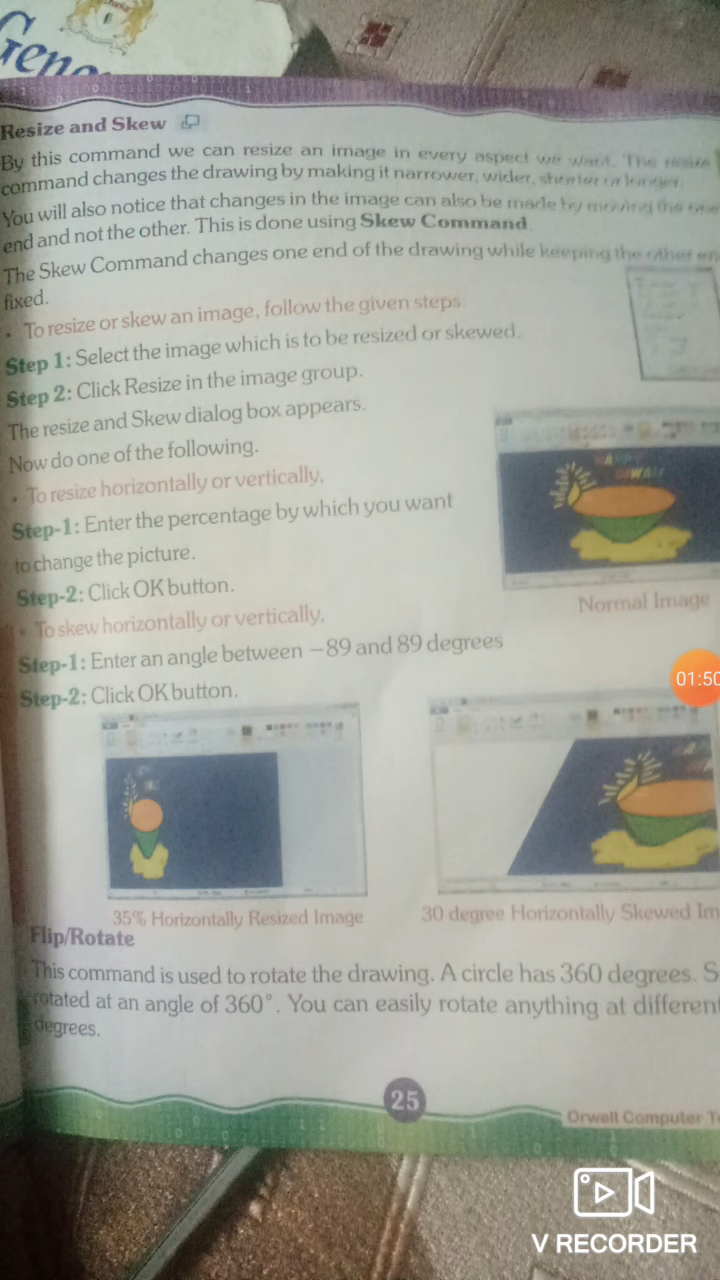 Gene
Resize and Skew
By this command we can resize an image in every aspect we want. The resize
command changes the drawing by making it narrower, wider, shorter or longer.
You will also notice that changes in the image can also be made by moving the one
end and not the other. This is done using Skew Command.
The Skew Command changes one end of the drawing while keeping the other en
fixed.
• To resize or skew an image, follow the given steps:
Step 1: Select the image which is to be resized or skewed.
Step 2: Click Resize in the image group.
The resize and Skew dialog box appears.
Now do one of the following.
• To resize horizontally or vertically,
Step-1: Enter the percentage by which you want
to change the picture.
Step-2: Click OK button.
Normal Image
• To skew horizontally or vertically,
Step-1: Enter an angle between −89 and 89 degrees
Step-2: Click OK button.
01:50
35% Horizontally Resized Image
30 degree Horizontally Skewed Im
Flip/Rotate
This command is used to rotate the drawing. A circle has 360 degrees. S
rotated at an angle of 360°. You can easily rotate anything at different
degrees.
25
Orwell Computer T
V RECORDER